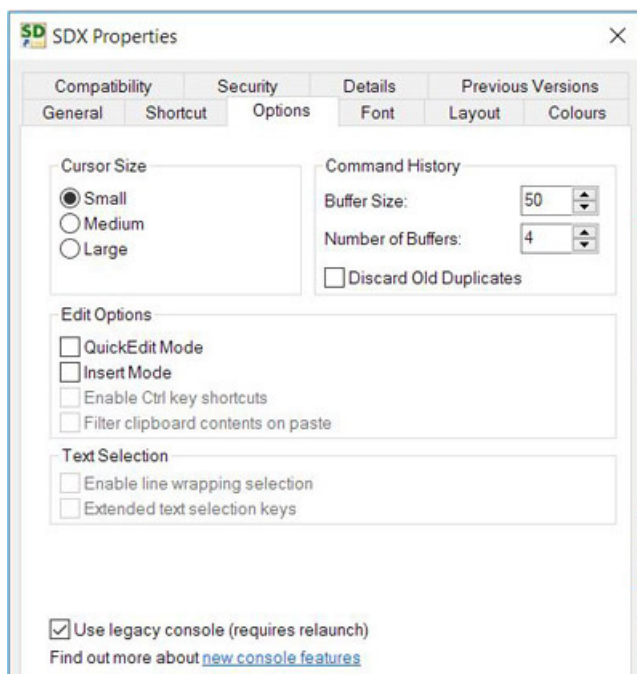 SD SDX Properties
Compatibility Security Details Previous Versions
General Shortcut Options Font Layout Colours
Cursor Size
Small
Medium
Large
Command History
Buffer Size: 50
Number of Buffers: 4
Discard Old Duplicates
Edit Options
QuickEdit Mode
Insert Mode
Enable Ctrl key shortcuts
Filter clipboard contents on paste
Text Selection
Enable line wrapping selection
Extended text selection keys
Use legacy console (requires relaunch)
Find out more about new console features